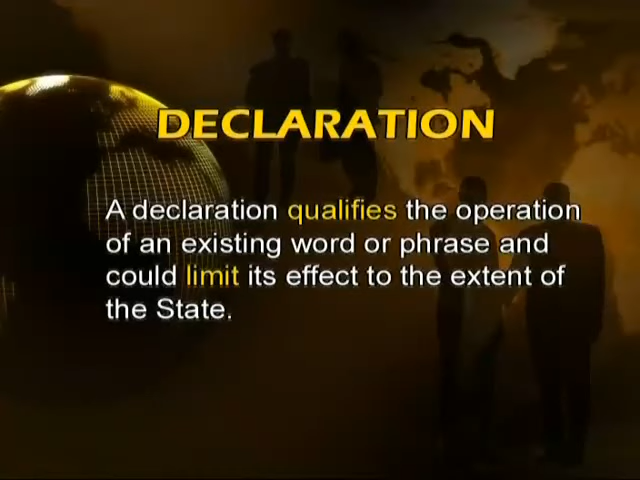 DECLARATION
A declaration qualifies the operation
of an existing word or phrase and
could limit its effect to the extent of
the State.